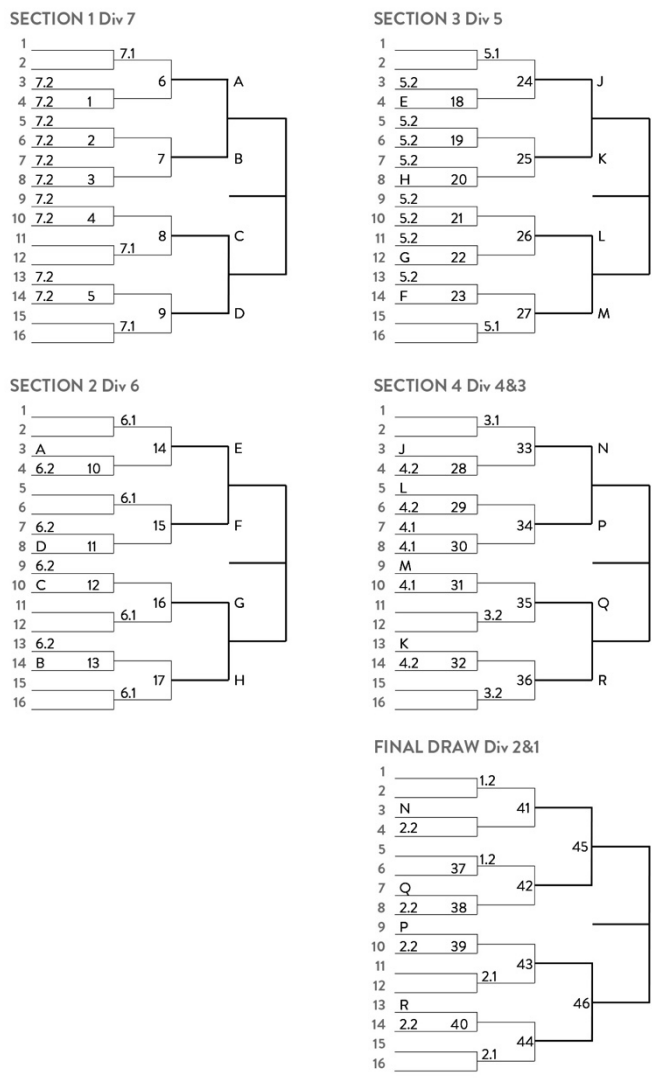 SECTION 1 Div 7
1
7.1
2
3 7.2 6 A
4 7.2 1
5 7.2
6 7.2 2
7 7.2 7 B
8 7.2 3
9 7.2
10 7.2 4
11 8 C
12 7.1
13 7.2
14 7.2 5
15 9 D
16 7.1
SECTION 3 Div 5
1
5.1
2
3 5.2 24 J
4 E 18
5 5.2
6 5.2 19
7 5.2 25 K
8 H 20
9 5.2
10 5.2 21
11 5.2 26 L
12 G 22
13 5.2
14 F 23
15 27 M
16 5.1
SECTION 2 Div 6
1
6.1
2
3 A 14 E
4 6.2 10
5
6.1
6
7 6.2 15 F
8 D 11
9 6.2
10 C 12
11 16 G
12 6.1
13 6.2
14 B 13
15 17 H
16 6.1
SECTION 4 Div 4&3
1
3.1
2
3 J 33 N
4 4.2 28
5 L
6 4.2 29
7 4.1 34 P
8 4.1 30
9 M
10 4.1 31
11 35 Q
12 3.2
13 K
14 4.2 32
15 36 R
16 3.2
FINAL DRAW Div 2&1
1
1.2
2
3 N 41
4 2.2
5 45
1.2
6 37
7 Q 42
8 2.2 38
9 P
10 2.2 39
11 43
12 2.1
13 R 46
14 2.2 40
15 44
16 2.1